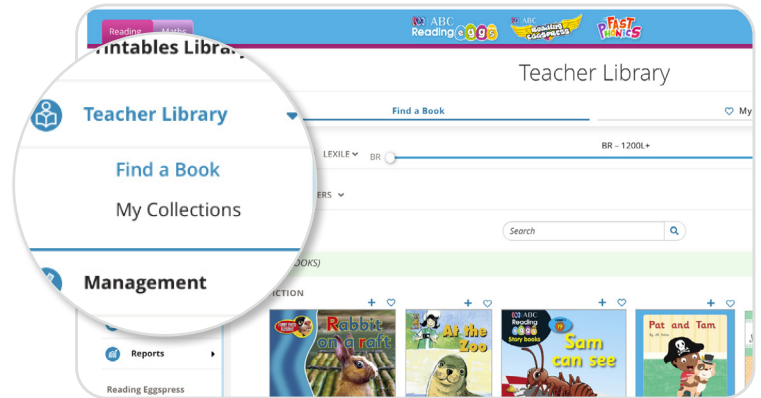 Reading
Maths
ABC
Reading eggs
ABC
Reading
Eggspress
FAST
PHONICS
Printables Library
Teacher Library
Find a Book
My Collections
Management
Reports
Reading Eggspress
Teacher Library
Find a Book
My
LEXILE
BR
BR – 1200L+
ERS
Search
OOKS)
ICTION
Rabbit
on a raft
At the
Zoo
ABC
Reading
eggs
Story books
Sam
can see
Pat and Tam